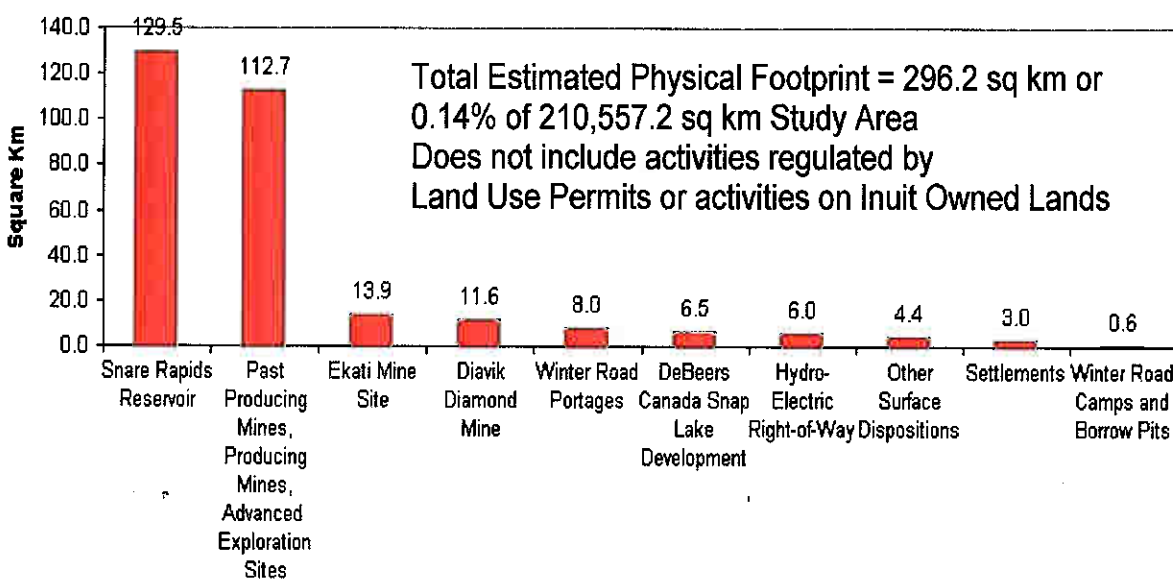 140.0
120.0
100.0
80.0
60.0
40.0
20.0
0.0
Square Km
129.5
112.7
13.9
11.6
8.0
6.5
6.0
4.4
3.0
0.6
Total Estimated Physical Footprint = 296.2 sq km or
0.14% of 210,557.2 sq km Study Area
Does not include activities regulated by
Land Use Permits or activities on Inuit Owned Lands
Snare Rapids
Reservoir
Past
Producing
Mines,
Producing
Mines,
Advanced
Exploration
Sites
Ekati Mine
Site
Diavik
Diamond
Mine
Winter Road
Portages
DeBeers
Canada Snap
Lake
Development
Hydro-
Electric
Right-of-Way
Other
Surface
Dispositions
Settlements
Winter Road
Camps and
Borrow Pits